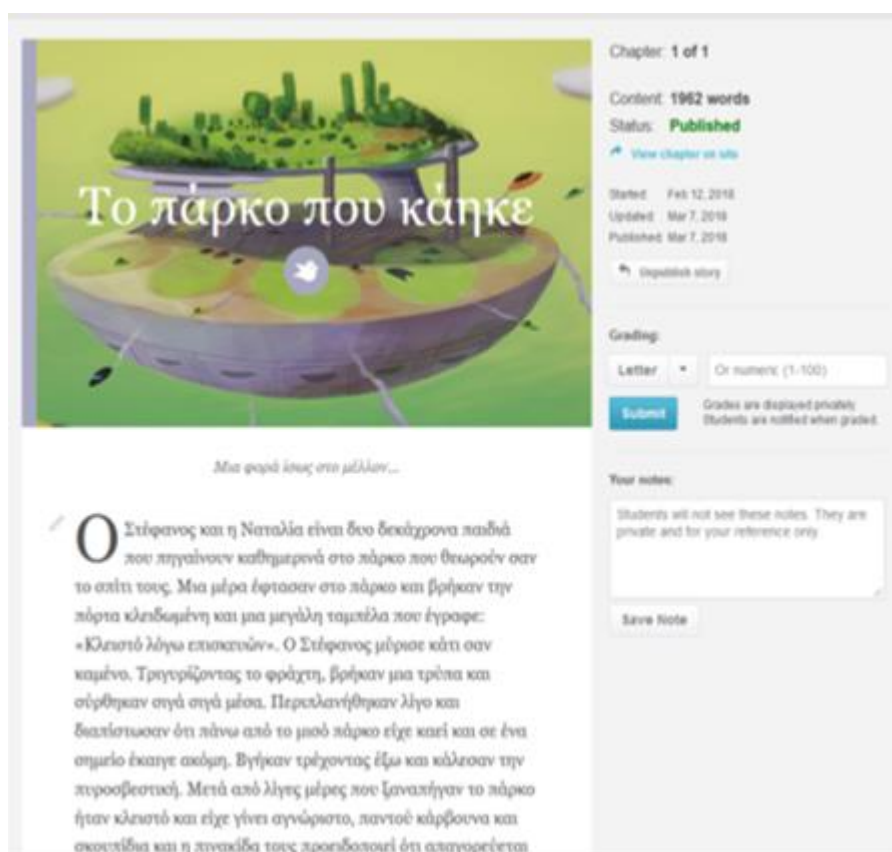 Το πάρκο που κάηκε
Μια φορά ίσως στο μέλλον...
Ο Στέφανος και η Ναταλία είναι δυο δεκάχρονα παιδιά
που πηγαίνουν καθημερινά στο πάρκο που θεωρούν σαν
το σπίτι τους. Μια μέρα έφτασαν στο πάρκο και βρήκαν την
πόρτα κλειδωμένη και μια μεγάλη ταμπέλα που έγραφε:
«Κλειστό λόγω επισκευών». Ο Στέφανος μύρισε κάτι σαν
καμένο. Τριγυρίζοντας το φράχτη, βρήκαν μια τρύπα και
σύρθηκαν σιγά σιγά μέσα. Περιπλανήθηκαν λίγο και
διαπίστωσαν ότι πάνω από το μισό πάρκο είχε καεί και σε ένα
σημείο έκαιγε ακόμη. Βγήκαν τρέχοντας έξω και κάλεσαν την
πυροσβεστική. Μετά από λίγες μέρες που ξαναπήγαν το πάρκο
ήταν κλειστό και είχε γίνει αγνώριστο, παντού κάρβουνα και
σκουπίδια και η πινακίδα τους προειδοποιεί ότι απαγορεύεται
Chapter: 1 of 1
Content: 1962 words
Status: Published
View chapter on site
Started: Feb 12, 2018
Updated: Mar 7, 2018
Published: Mar 7, 2018
Unpublish story
Grading:
Letter
Or numeric (1-100)
Submit
Grades are displayed privately.
Students are notified when graded.
Your notes:
Students will not see these notes. They are
private and for your reference only.
Save Note